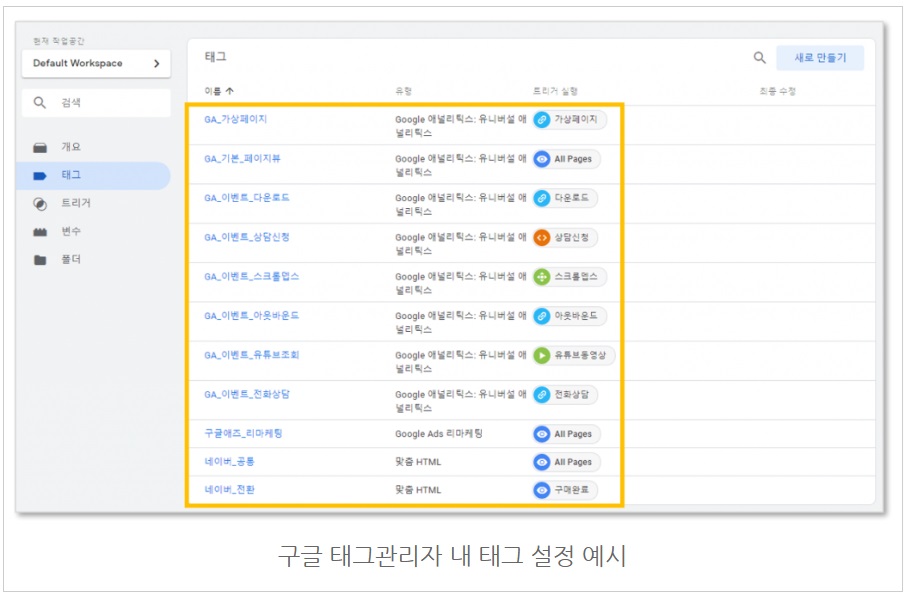 현재 작업공간
Default Workspace
검색
개요
태그
트리거
변수
폴더
태그
새로 만들기
이름 유형 트리거 실행 최종 수정
GA_가상페이지 Google 애널리틱스: 유니버설 애 가상페이지
널리틱스
GA_기본_페이지뷰 Google 애널리틱스: 유니버설 애 All Pages
널리틱스
GA_이벤트_다운로드 Google 애널리틱스: 유니버설 애 다운로드
널리틱스
GA_이벤트_상담신청 Google 애널리틱스: 유니버설 애 상담신청
널리틱스
GA_이벤트_스크롤뎁스 Google 애널리틱스: 유니버설 애 스크롤뎁스
널리틱스
GA_이벤트_아웃바운드 Google 애널리틱스: 유니버설 애 아웃바운드
널리틱스
GA_이벤트_유튜브조회 Google 애널리틱스: 유니버설 애 유튜브동영상
널리틱스
GA_이벤트_전화상담 Google 애널리틱스: 유니버설 애 전화상담
널리틱스
구글애즈_리마케팅 Google Ads 리마케팅 All Pages
네이버_공통 맞춤 HTML All Pages
네이버_전환 맞춤 HTML 구매완료
구글 태그관리자 내 태그 설정 예시